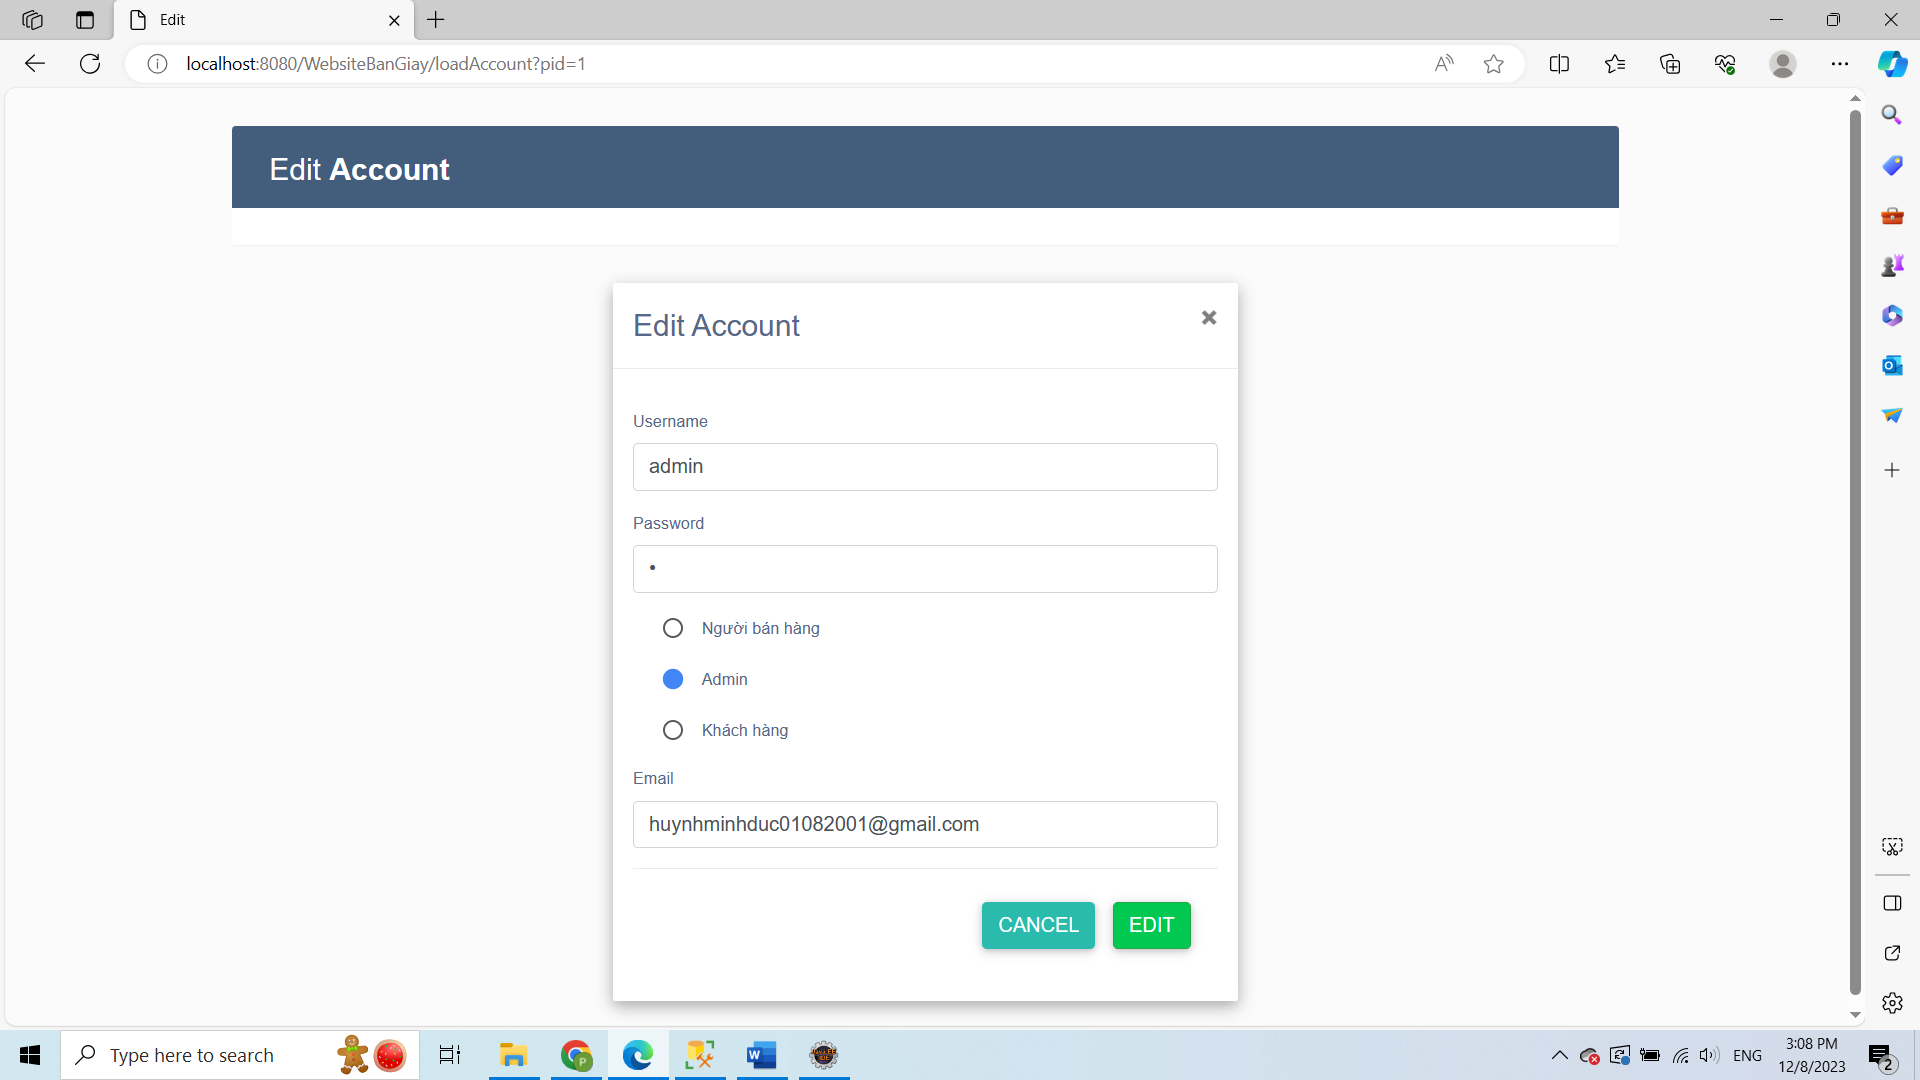 Edit
localhost:8080/WebsiteBanGiay/loadAccount?pid=1
Edit Account
Edit Account
Username
admin
Password
•
Người bán hàng
Admin
Khách hàng
Email
huynhminhduc01082001@gmail.com
CANCEL
EDIT
Type here to search
ENG
3:08 PM
12/8/2023
2